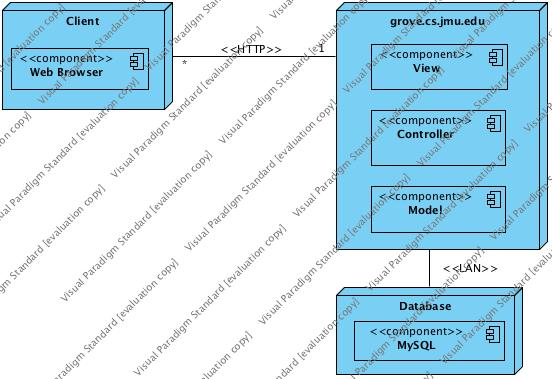 Client
<<component>>
Web Browser
<<HTTP>>
*
1
grove.cs.jmu.edu
<<component>>
View
<<component>>
Controller
<<component>>
Model
<<LAN>>
Database
<<component>>
MySQL
Visual Paradigm Standard [evaluation copy]